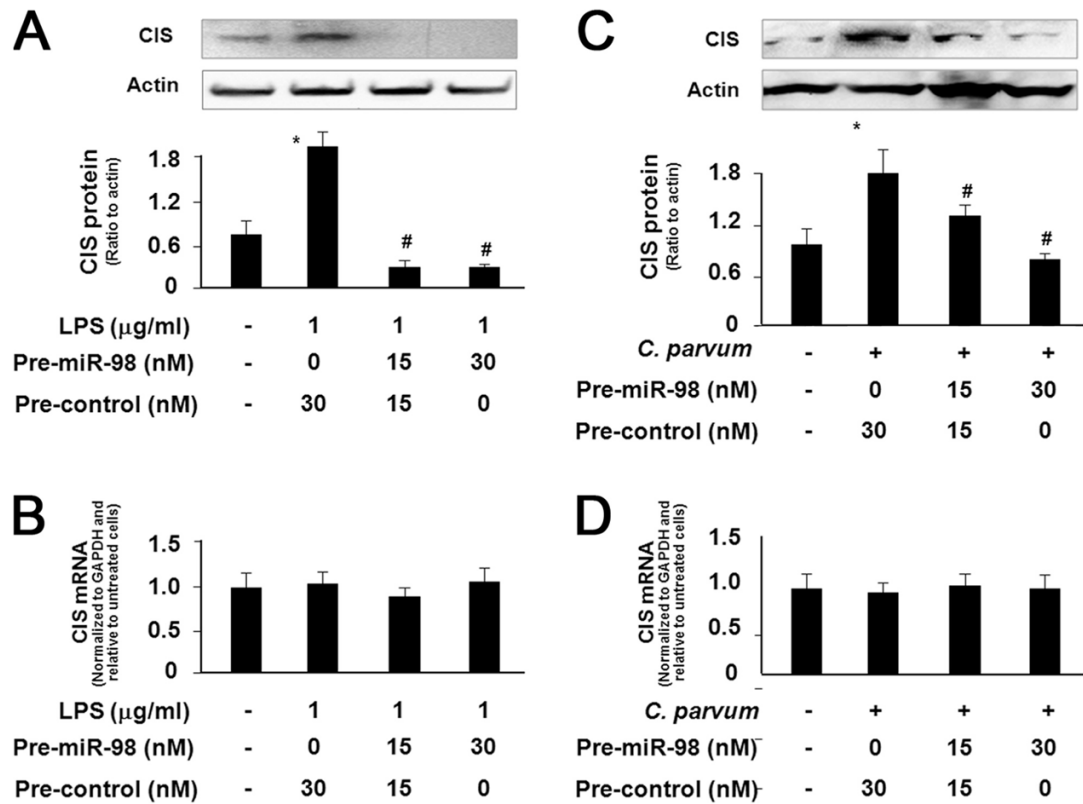 A
CIS
Actin
*
1.8
1.2
0.6
0
CIS protein
(Ratio to actin)
# #
LPS (μg/ml) - 1 1 1
Pre-miR-98 (nM) - 0 15 30
Pre-control (nM) - 30 15 0
B
1.5
1.0
0.5
0
CIS mRNA
(Normalized to GAPDH and
relative to untreated cells)
LPS (μg/ml) - 1 1 1
Pre-miR-98 (nM) - 0 15 30
Pre-control (nM) - 30 15 0
C
CIS
Actin
*
1.8
1.2
0.6
0
CIS protein
(Ratio to actin)
#
#
C. parvum - + + +
Pre-miR-98 (nM) - 0 15 30
Pre-control (nM) - 30 15 0
D
1.5
1.0
0.5
0
CIS mRNA
(Normalized to GAPDH and
relative to untreated cells)
C. parvum - + + +
Pre-miR-98 (nM) - 0 15 30
Pre-control (nM) - 30 15 0